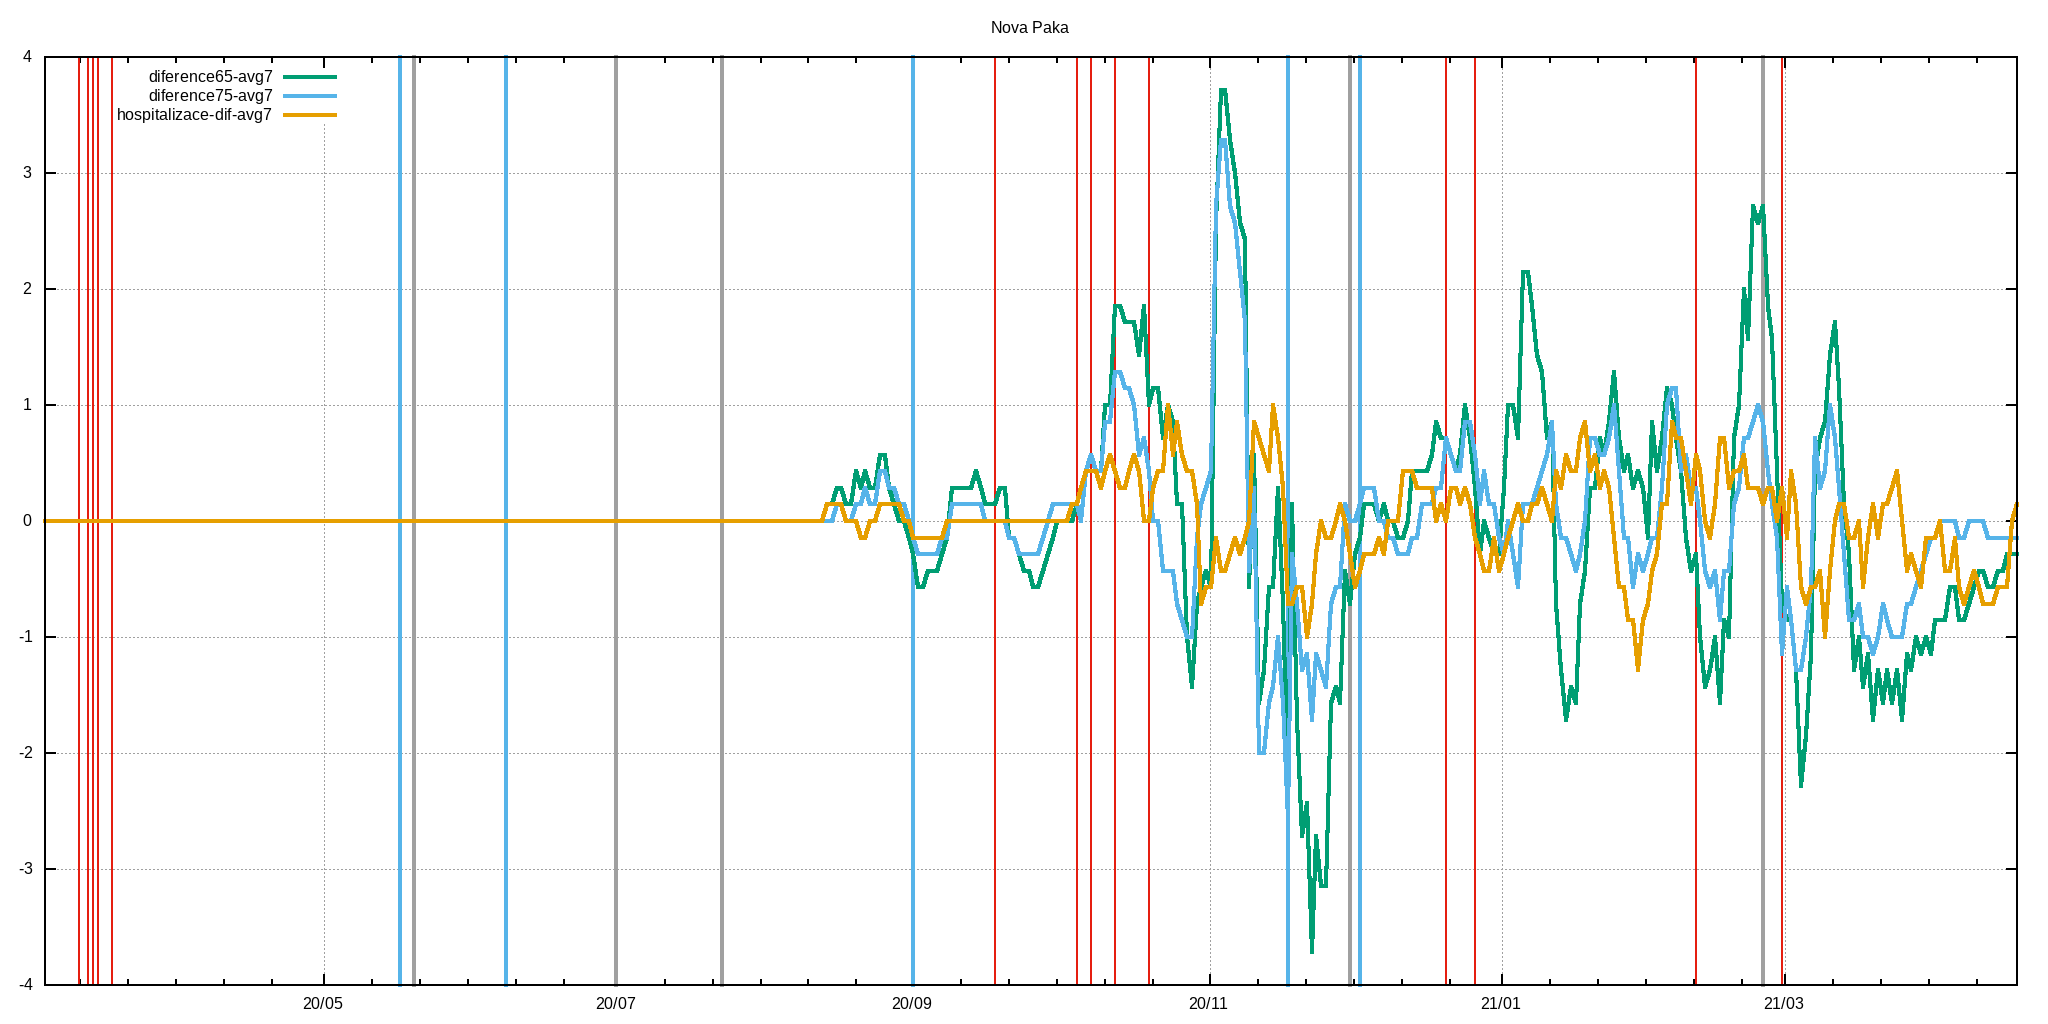 Nova Paka
4
diference65-avg7
diference75-avg7
hospitalizace-dif-avg7
3
2
1
0
-1
-2
-3
-4
20/05 20/07 20/09 20/11 21/01 21/03